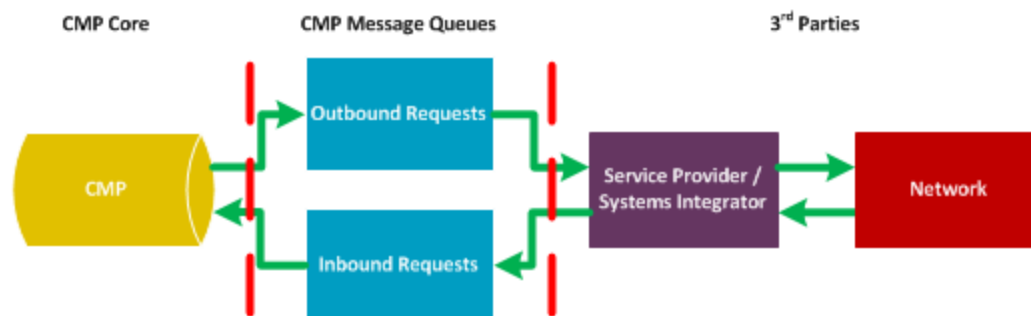 CMP Core
CMP Message Queues
3rd Parties
Outbound Requests
CMP
Service Provider /
Systems Integrator
Network
Inbound Requests